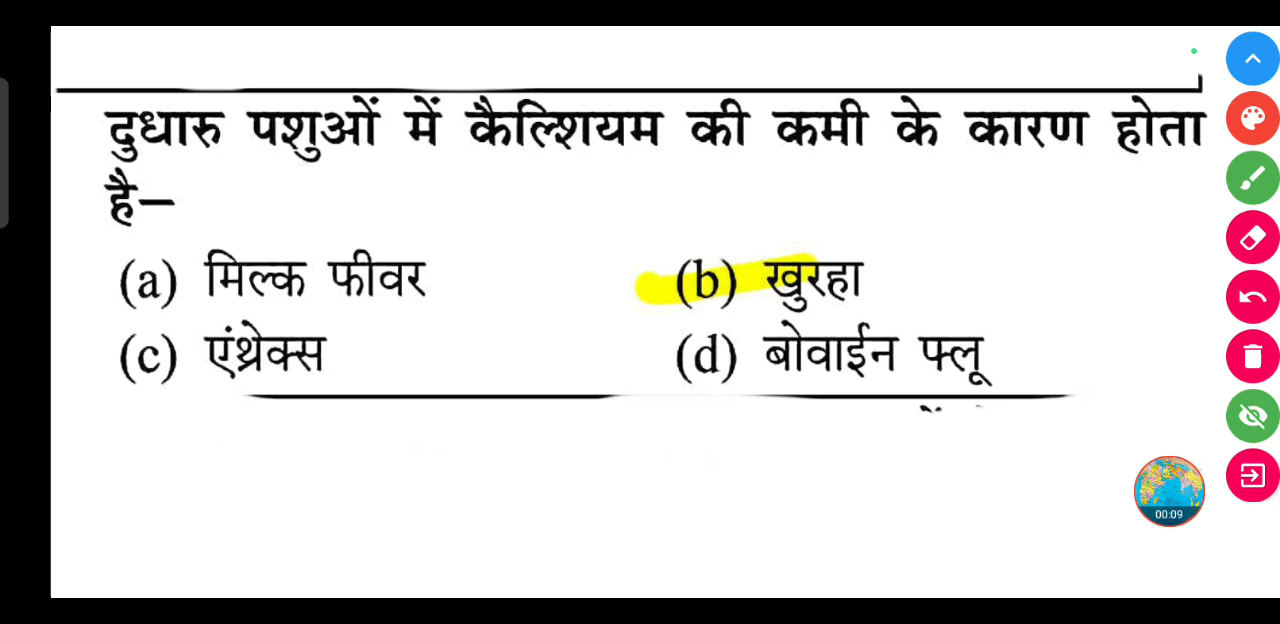 दुधारु पशुओं में कैल्शियम की कमी के कारण होता
है–
(a) मिल्क फीवर (b) खुरहा
(c) एंथ्रेक्स (d) बोवाईन फ्लू
00:09